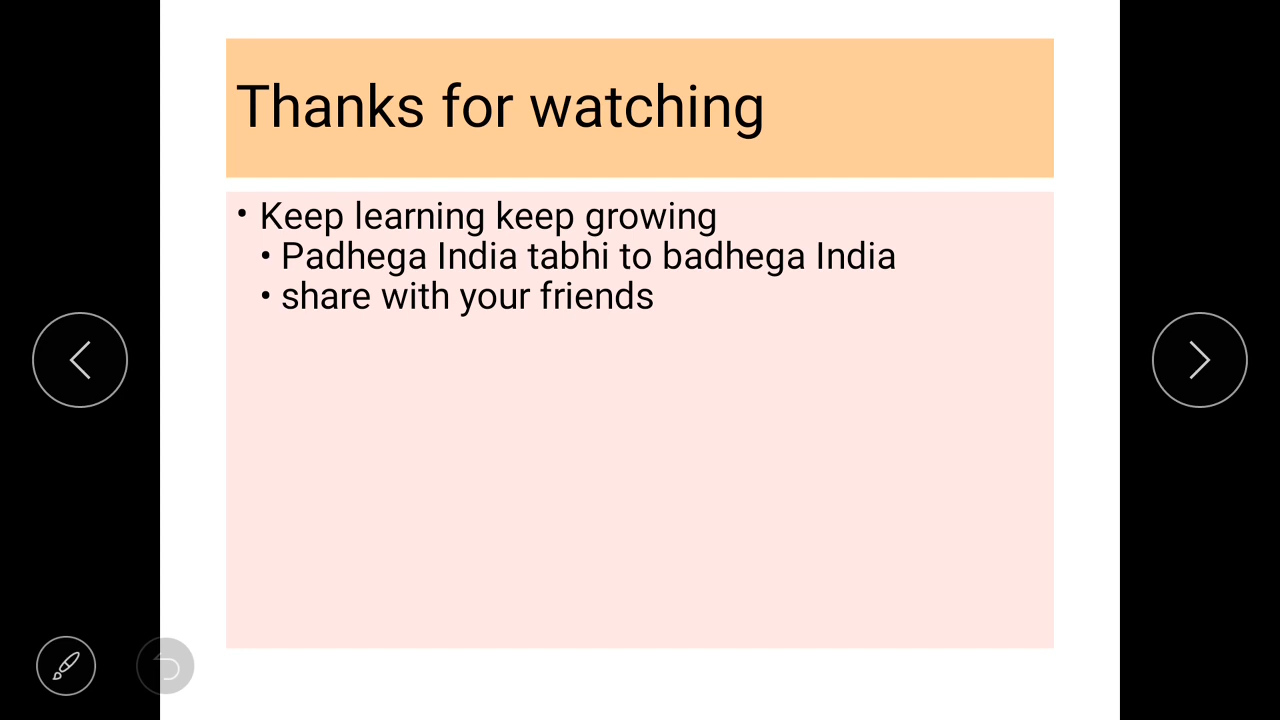 Thanks for watching
• Keep learning keep growing
• Padhega India tabhi to badhega India
• share with your friends